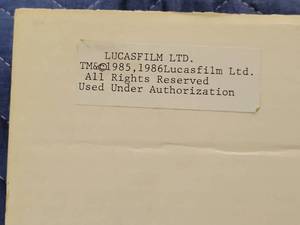 LUCASFILM LTD.
TM&©1985,1986Lucasfilm Ltd.
All Rights Reserved
Used Under Authorization